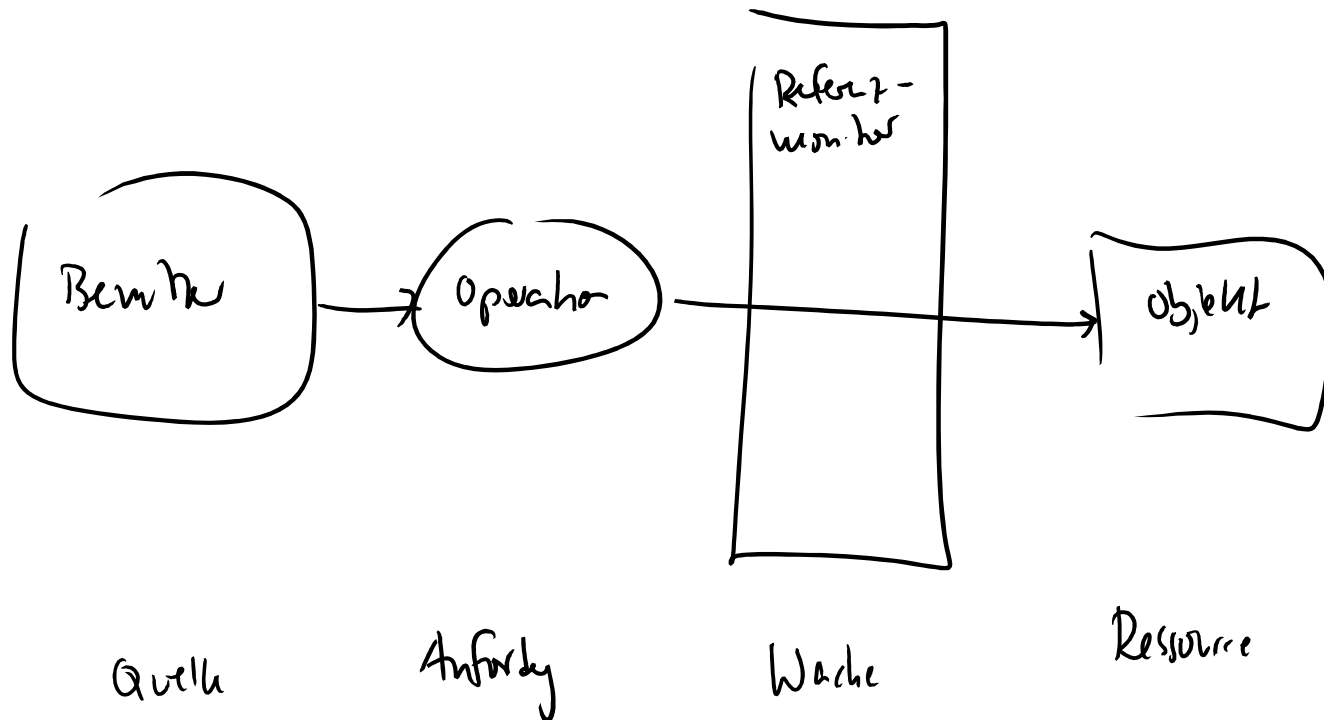 Benutzer
Operation
Referenz-
monitor
Objekt
Quelle
Anforderung
Wache
Ressource